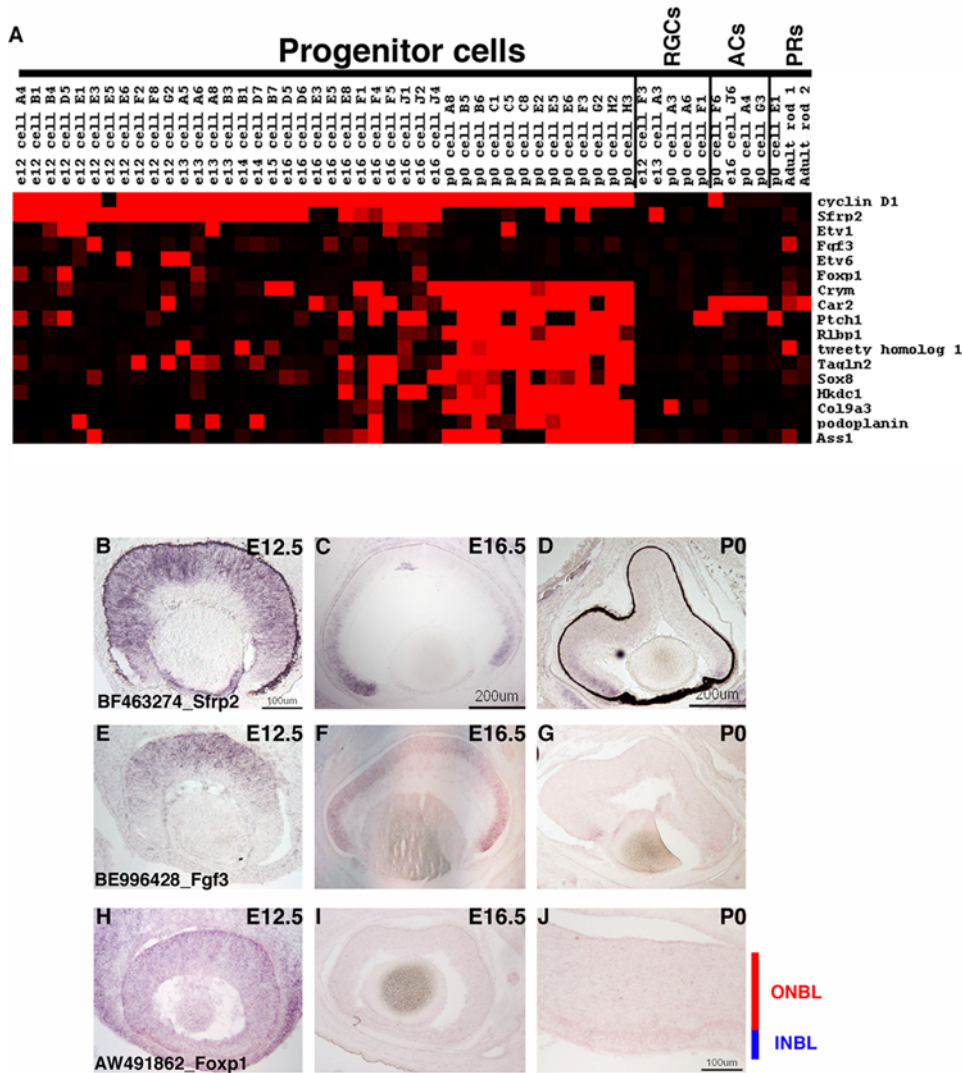 A
Progenitor cells
RGCs
ACs
PRs
e12 cell A4
e12 cell B1
e12 cell B4
e12 cell D5
e12 cell E1
e12 cell E3
e12 cell E5
e12 cell E6
e12 cell F2
e12 cell F8
e12 cell G2
e13 cell A5
e13 cell A6
e13 cell A8
e13 cell B3
e14 cell B1
e14 cell D7
e15 cell B7
e16 cell D5
e16 cell D6
e16 cell E3
e16 cell E5
e16 cell E8
e16 cell F1
e16 cell F4
e16 cell F5
e16 cell J1
e16 cell J2
e16 cell J4
p0 cell A8
p0 cell B5
p0 cell B6
p0 cell C1
p0 cell C5
p0 cell C8
p0 cell E2
p0 cell E5
p0 cell E6
p0 cell F3
p0 cell G2
p0 cell H2
p0 cell H3
e12 cell F3
e13 cell A3
p0 cell A3
p0 cell A6
p0 cell F1
p0 cell F6
e16 cell J6
p0 cell A4
p0 cell G3
p0 cell E1
Adult rod 1
Adult rod 2
cyclin D1
Sfrp2
Etv1
Fgf3
Etv6
Foxp1
Crym
Car2
Ptch1
Rlbp1
tweety homolog 1
Tagln2
Sox8
Hkdc1
Col9a3
podoplanin
Ass1
B E12.5
BF463274_Sfrp2 100um
C E16.5
200um
D P0
200um
E E12.5
BE996428_Fgf3
F E16.5
G P0
H E12.5
AW491862_Foxp1
I E16.5
J P0
100um
ONBL
INBL